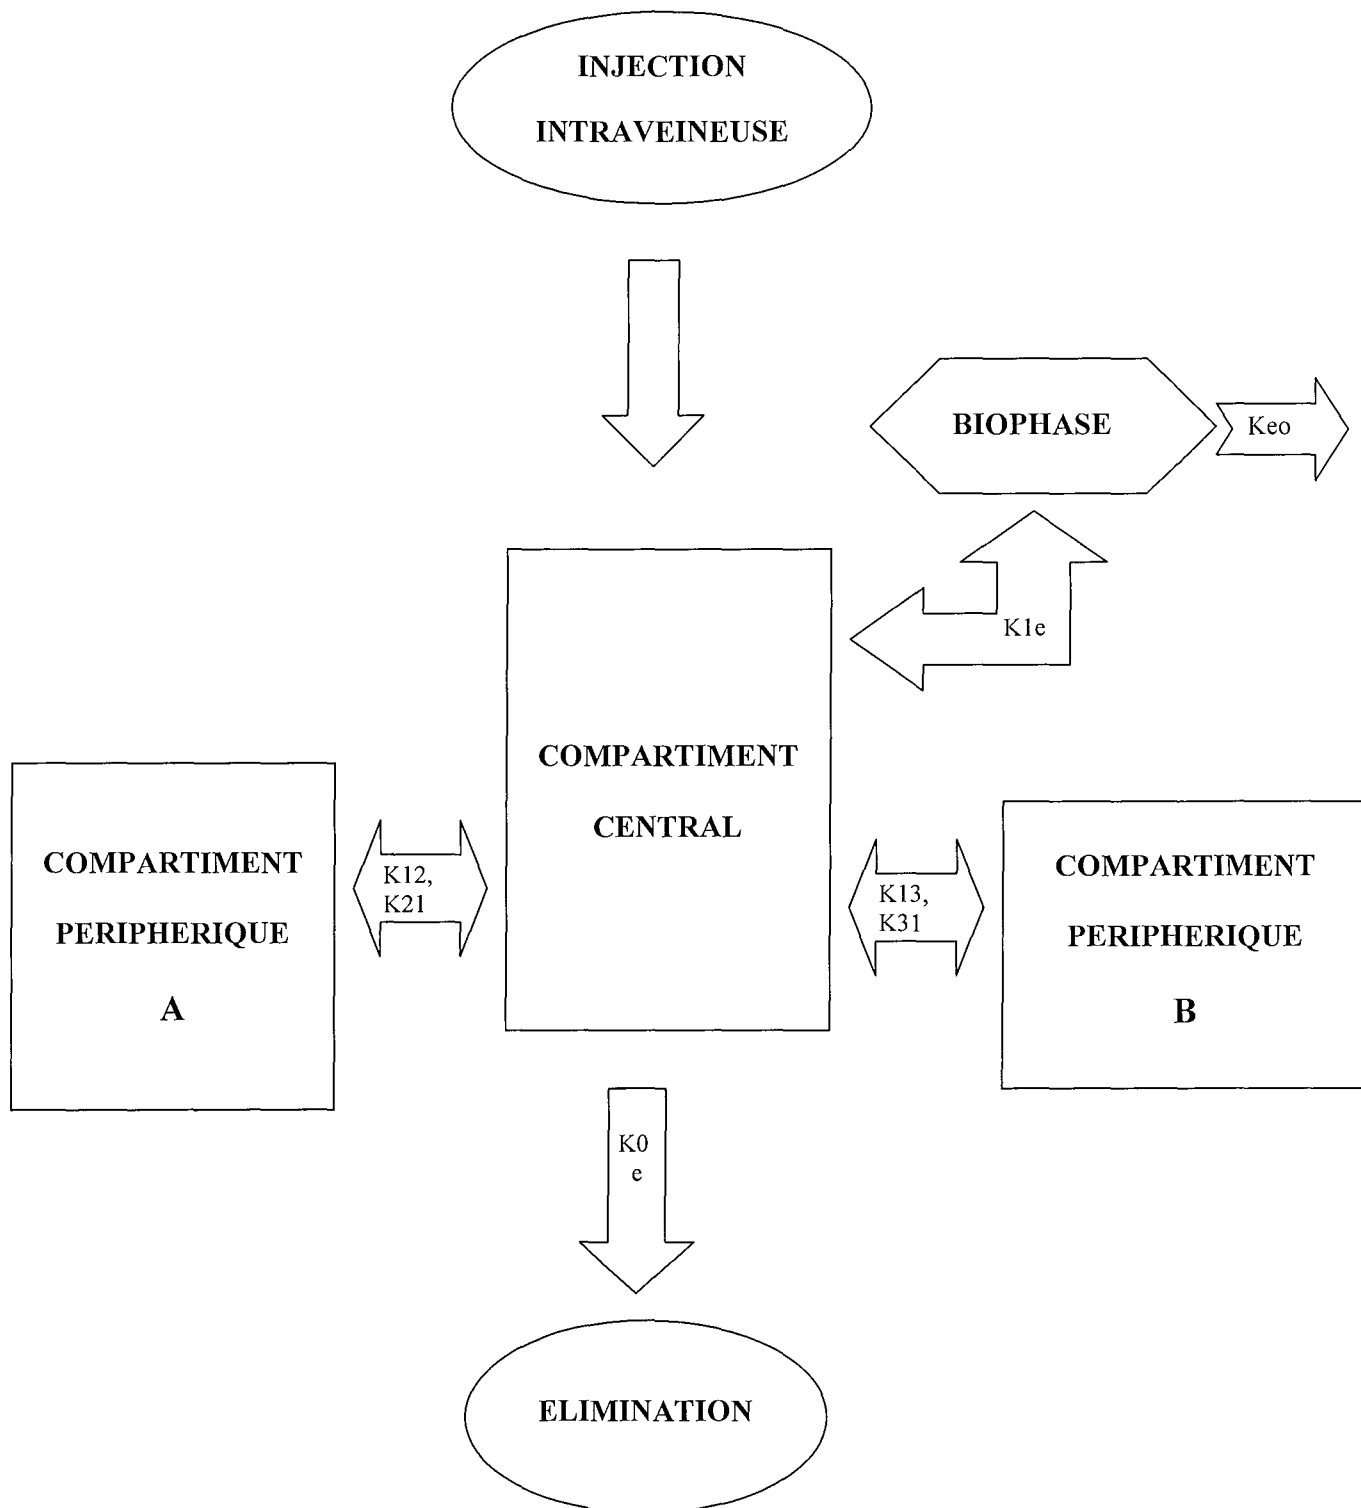 INJECTION
INTRAVEINEUSE
BIOPHASE
Keo
K1e
COMPARTIMENT
CENTRAL
COMPARTIMENT
PERIPHERIQUE
A
K12,
K21
K13,
K31
COMPARTIMENT
PERIPHERIQUE
B
K0
e
ELIMINATION